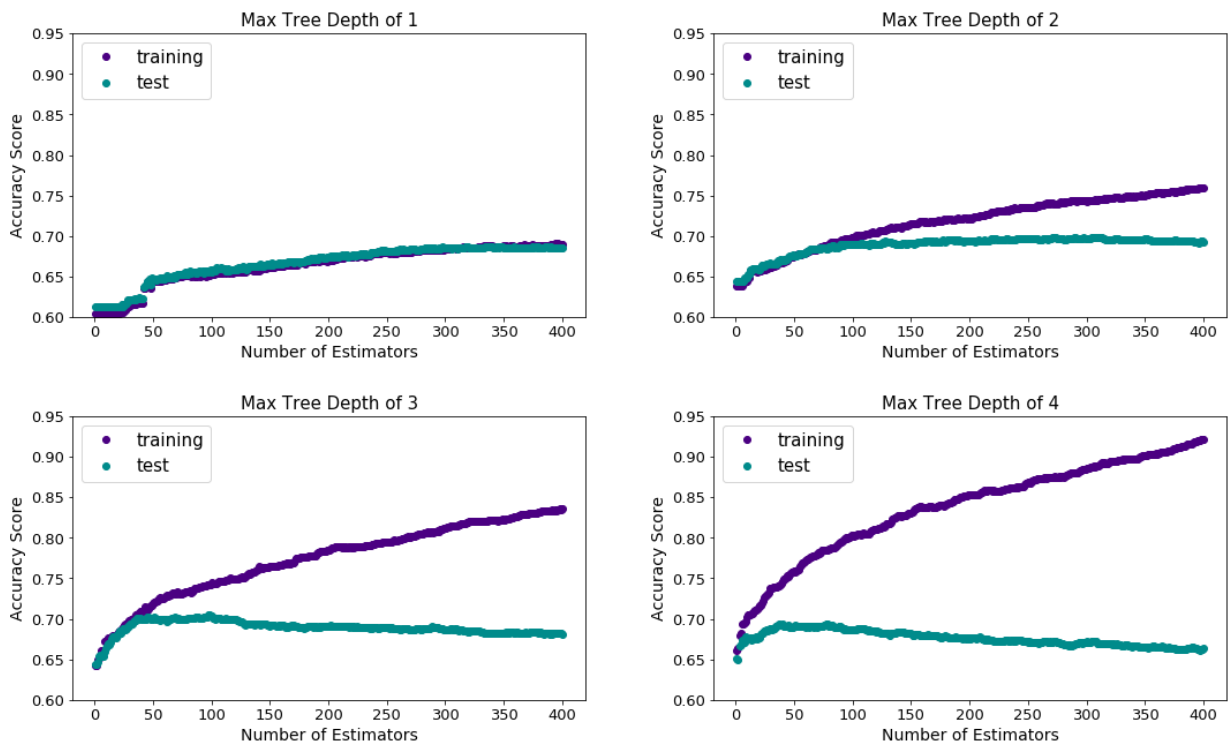 Max Tree Depth of 1
Accuracy Score
0.95
0.90
0.85
0.80
0.75
0.70
0.65
0.60
training
test
0 50 100 150 200 250 300 350 400
Number of Estimators
Max Tree Depth of 2
Accuracy Score
0.95
0.90
0.85
0.80
0.75
0.70
0.65
0.60
training
test
0 50 100 150 200 250 300 350 400
Number of Estimators
Max Tree Depth of 3
Accuracy Score
0.95
0.90
0.85
0.80
0.75
0.70
0.65
0.60
training
test
0 50 100 150 200 250 300 350 400
Number of Estimators
Max Tree Depth of 4
Accuracy Score
0.95
0.90
0.85
0.80
0.75
0.70
0.65
0.60
training
test
0 50 100 150 200 250 300 350 400
Number of Estimators